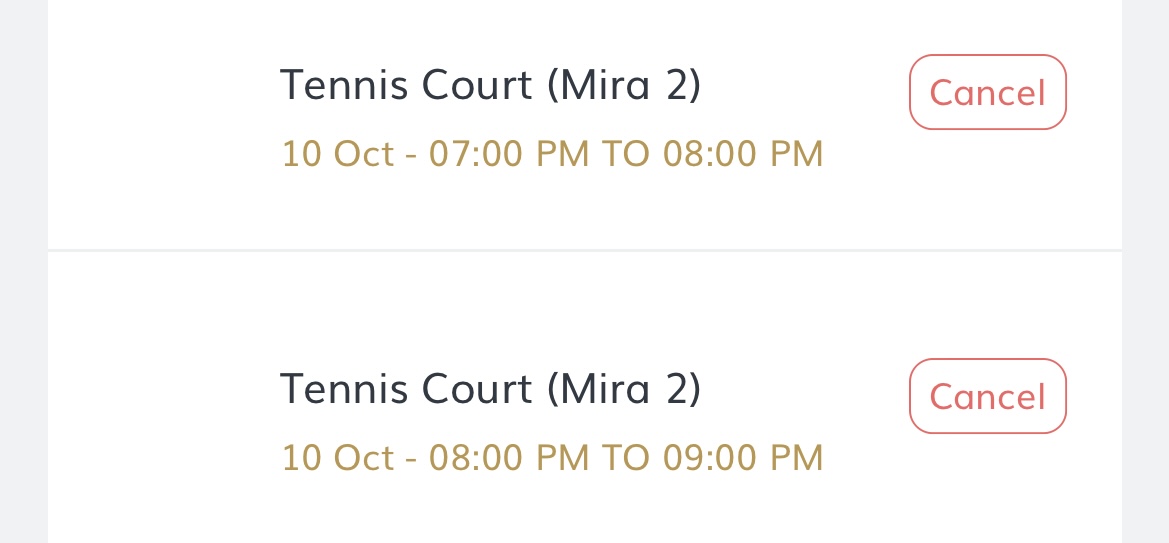 Tennis Court (Mira 2)
Cancel
10 Oct - 07:00 PM TO 08:00 PM
Tennis Court (Mira 2)
Cancel
10 Oct - 08:00 PM TO 09:00 PM